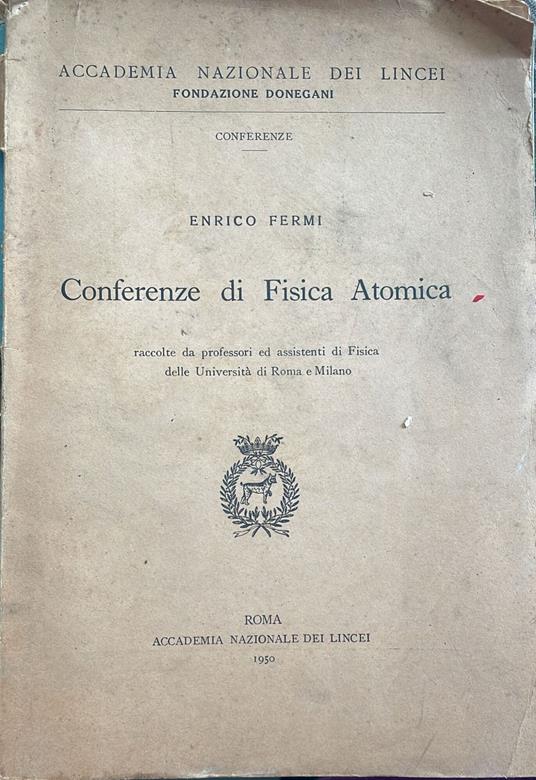 ACCADEMIA NAZIONALE DEI LINCEI
FONDAZIONE DONEGANI
CONFERENZE
ENRICO FERMI
Conferenze di Fisica Atomica
raccolte da professori ed assistenti di Fisica
delle Università di Roma e Milano
ROMA
ACCADEMIA NAZIONALE DEI LINCEI
1950